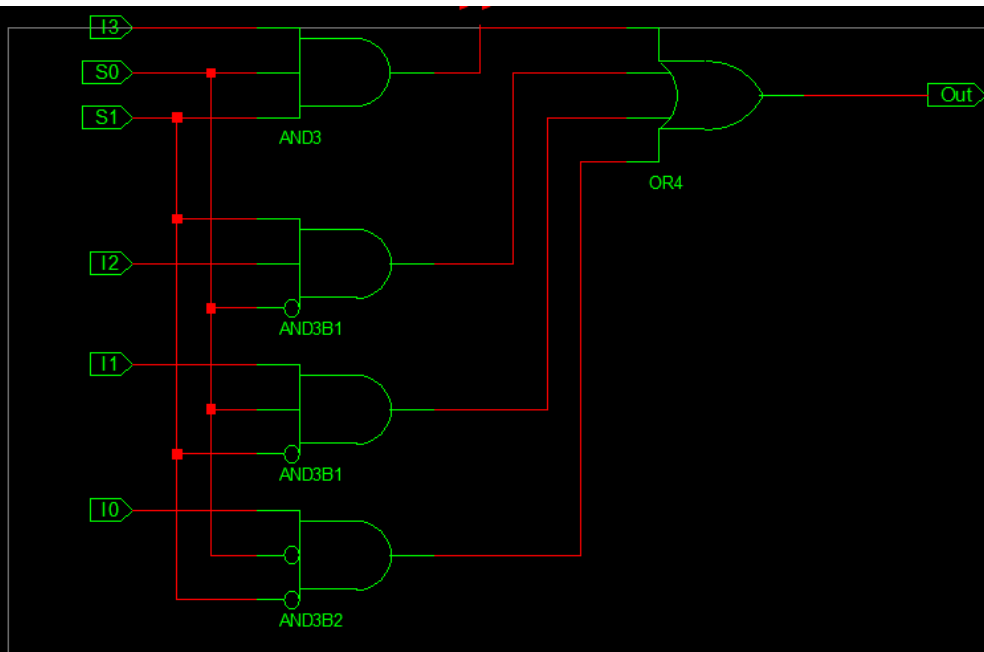 I3
S0
S1
AND3
Out
OR4
I2
AND3B1
I1
AND3B1
I0
AND3B2